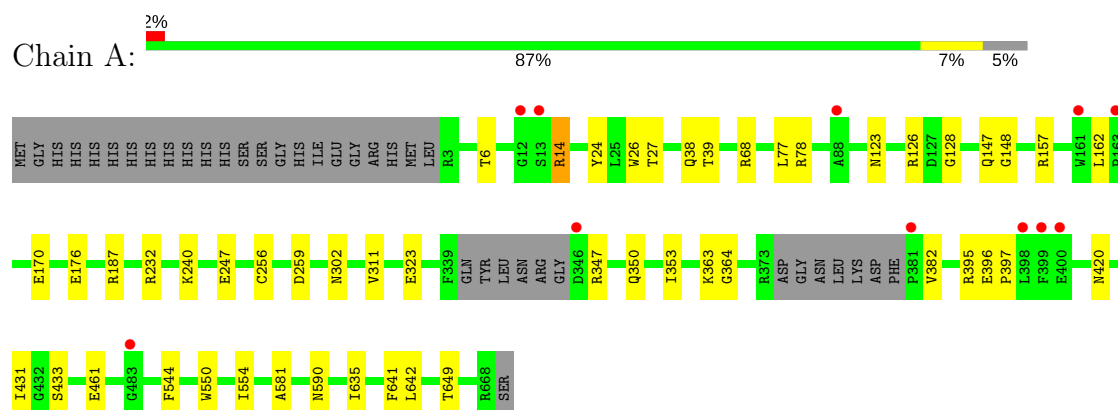 2%
Chain A:
87% 7% 5%
MET GLY HIS HIS HIS HIS HIS HIS HIS HIS HIS HIS SER SER GLY HIS ILE GLU GLY ARG HIS MET LEU R3 T6 G12 S13 R14 Y24 L25 W26 T27 Q38 T39 R68 L77 R78 A88 N123 R126 D127 G128 Q147 G148 R157 W161 L162
E170 E176 R187 R232 K240 E247 C256 D259 N302 V311 E323 F339 GLN TYR LEU ASN ARG GLY D346 R347 Q350 I353 K363 G364 R373 ASP GLY ASN LEU LYS ASP PHE P381 V382 R395 E396 P397 L398 F399 E400 N420
I431 G432 S433 E461 G483 F544 W550 I554 A581 N590 I635 F641 L642 T649 R668 SER